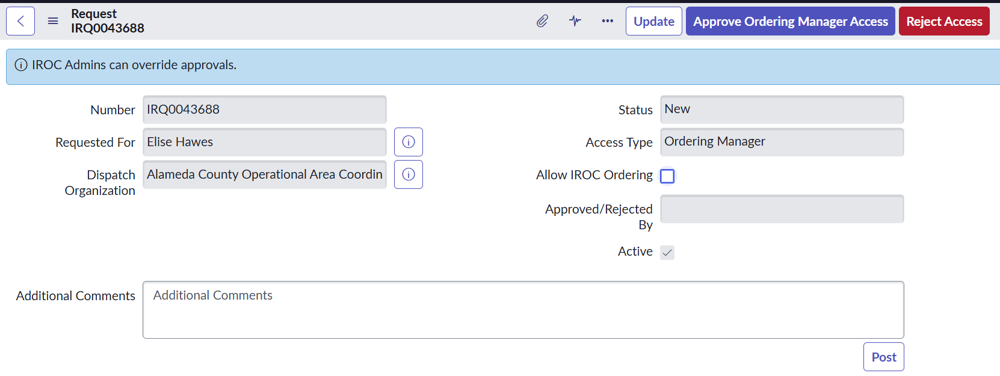 Request
IRQ0043688
Update
Approve Ordering Manager Access
Reject Access
IROC Admins can override approvals.
Number
IRQ0043688
Status
New
Requested For
Elise Hawes
Access Type
Ordering Manager
Dispatch
Organization
Alameda County Operational Area Coordin
Allow IROC Ordering
Approved/Rejected
By
Active
Additional Comments
Additional Comments
Post